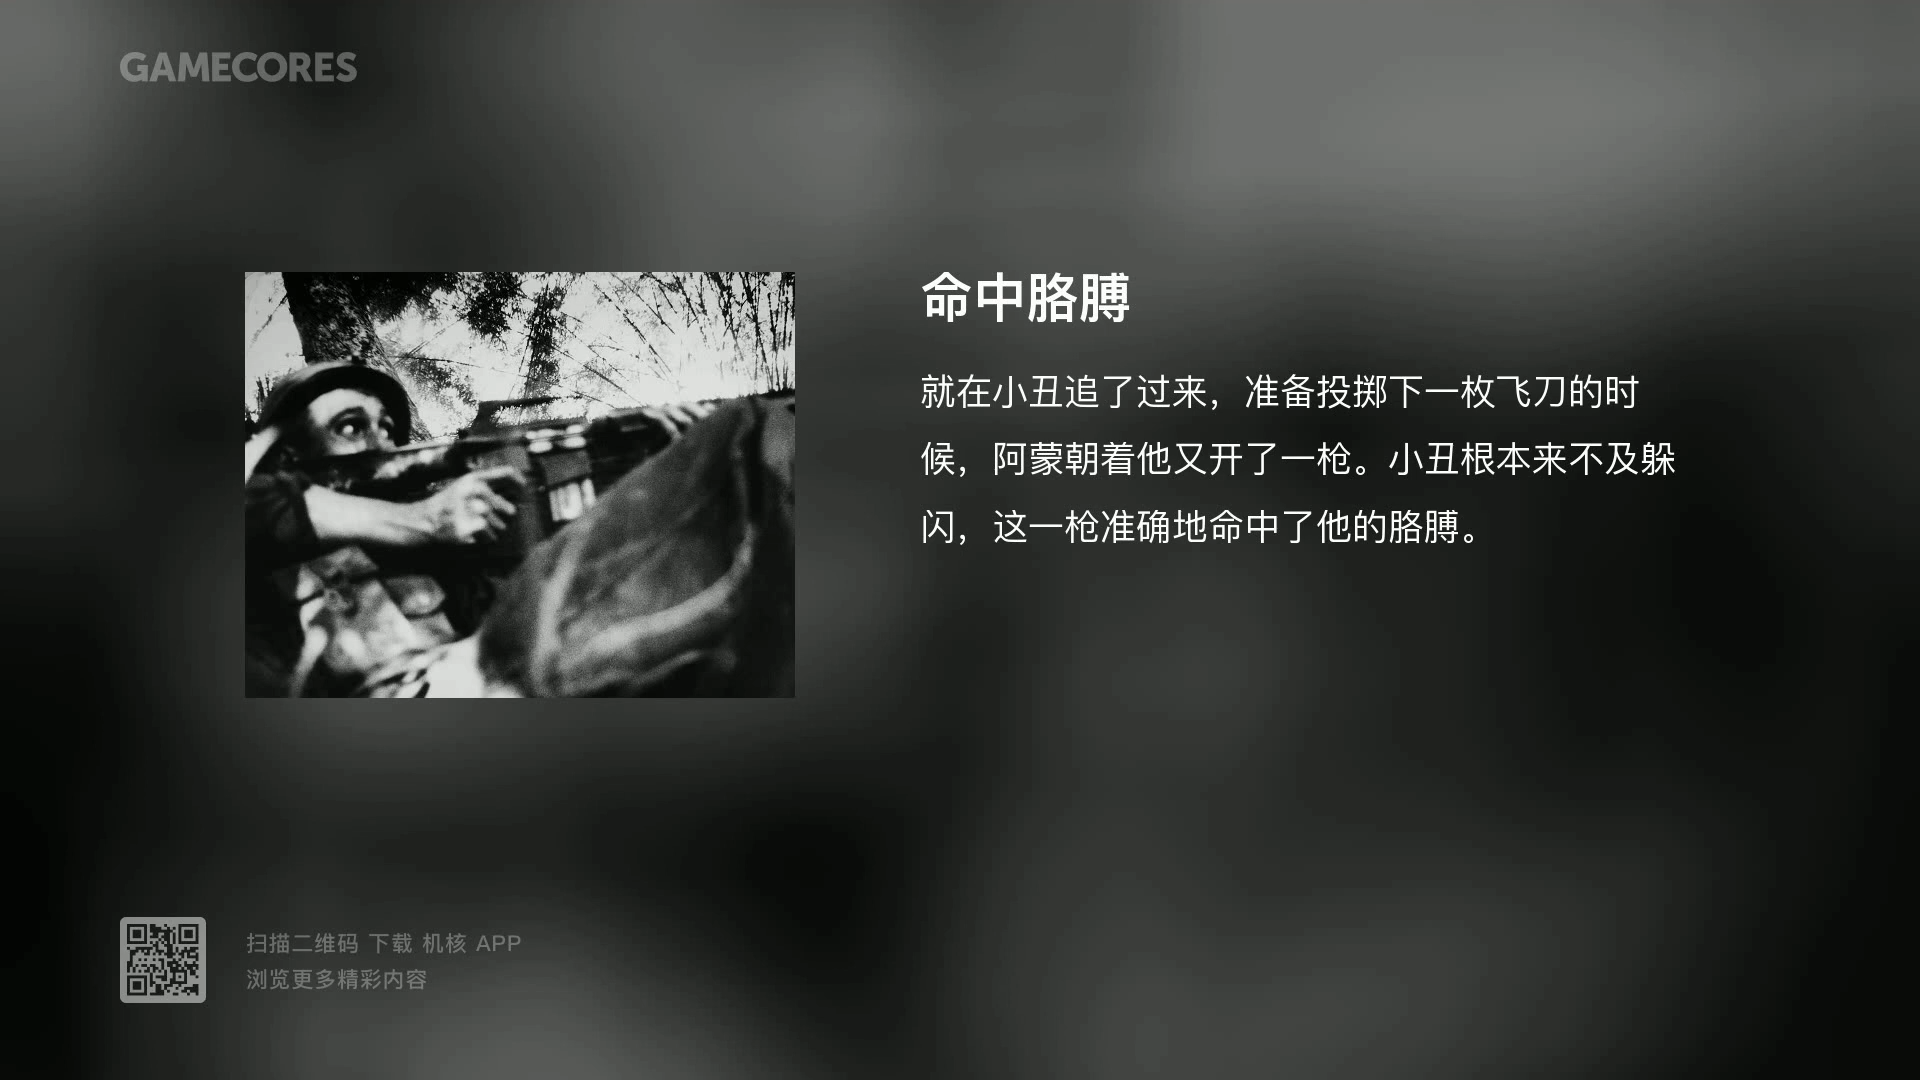 GAMECORES
命中胳膊
就在小丑追了过来，准备投掷下一枚飞刀的时
候，阿蒙朝着他又开了一枪。小丑根本来不及躲
闪，这一枪准确地命中了他的胳膊。
扫描二维码 下载 机核 APP
浏览更多精彩内容